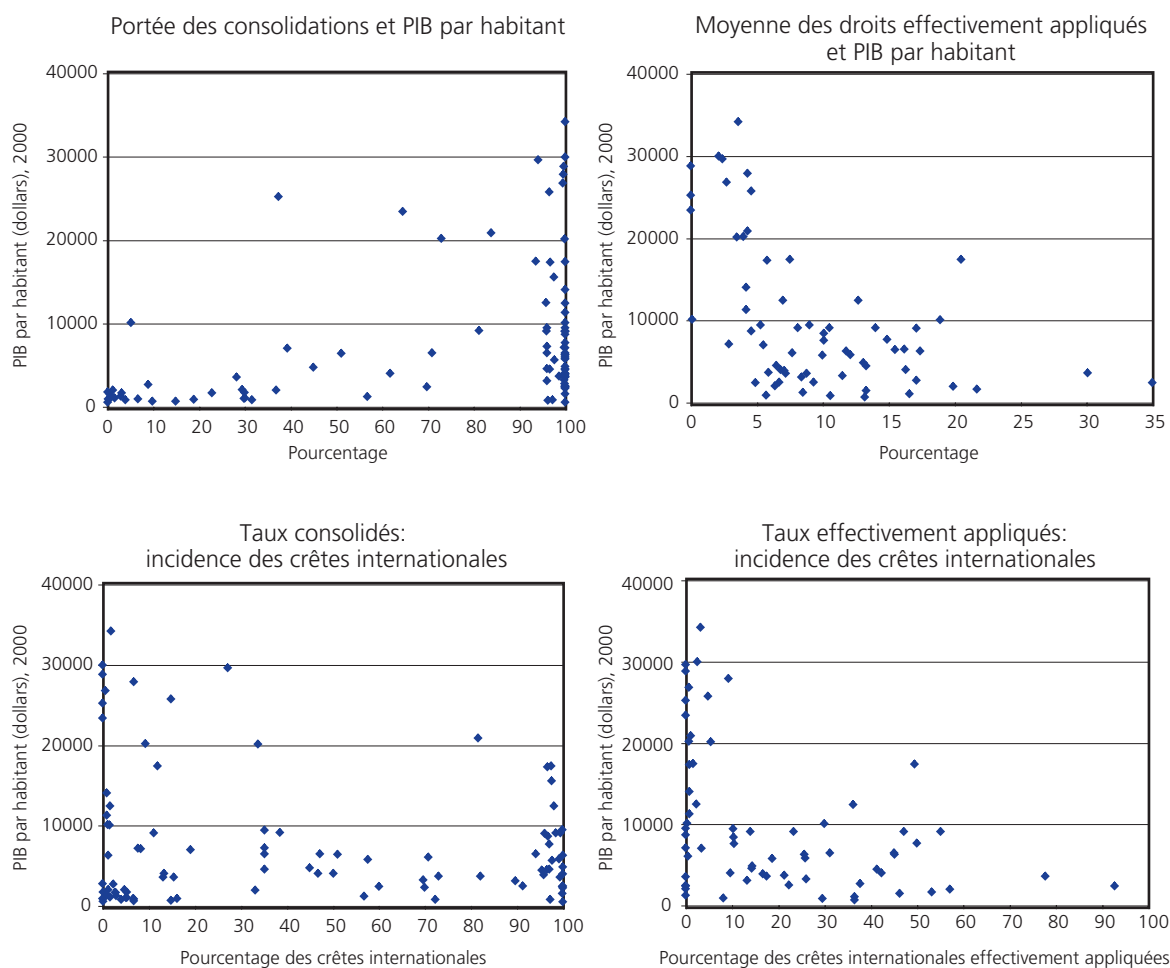 Portée des consolidations et PIB par habitant
PIB par habitant (dollars), 2000
40000
30000
20000
10000
0
0 10 20 30 40 50 60 70 80 90 100
Pourcentage
Moyenne des droits effectivement appliqués
et PIB par habitant
PIB par habitant (dollars), 2000
40000
30000
20000
10000
0
0 5 10 15 20 25 30 35
Pourcentage
Taux consolidés:
incidence des crêtes internationales
PIB par habitant (dollars), 2000
40000
30000
20000
10000
0
0 10 20 30 40 50 60 70 80 90 100
Pourcentage des crêtes internationales
Taux effectivement appliqués:
incidence des crêtes internationales
PIB par habitant (dollars), 2000
40000
30000
20000
10000
0
0 10 20 30 40 50 60 70 80 90 100
Pourcentage des crêtes internationales effectivement appliquées